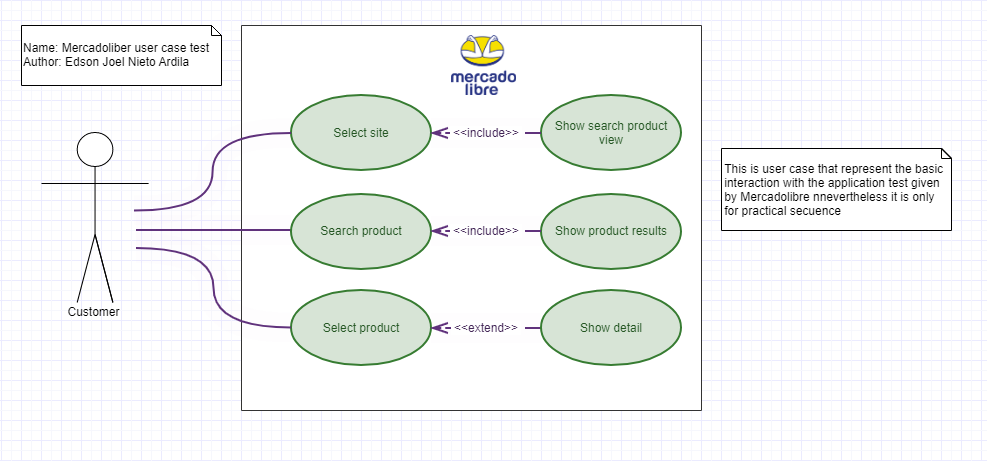 Name: Mercadoliber user case test
Author: Edson Joel Nieto Ardila
mercado
libre
Select site
<<include>>
Show search product
view
Search product
<<include>>
Show product results
Select product
<<extend>>
Show detail
Customer
This is user case that represent the basic
interaction with the application test given
by Mercadolibre nnevertheless it is only
for practical secuence